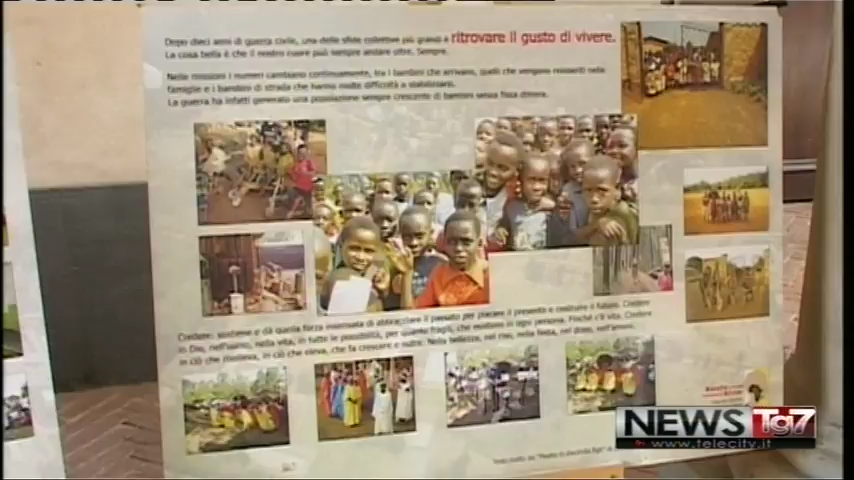 Dopo dieci anni di guerra civile, una delle sfide collettive più grandi è ritrovare il gusto di vivere.
La cosa bella è che il nostro cuore può sempre andare oltre. Sempre.
Nelle missioni i numeri cambiano continuamente, tra i bambini che arrivano, quelli che vengono reinseriti nelle
famiglie e i bambini di strada che hanno molte difficoltà a stabilizzarsi.
La guerra ha infatti generato una popolazione sempre crescente di bambini senza fissa dimora.
Credere: sostiene e dà quella forza di abbracciare il passato per placare il presente e costruire il futuro. Credere
in Dio, nell'uomo, nella vita, in tutte le possibilità, per quanto fragili, che esistono in ogni persona. Finché c'è vita. Credere
in ciò che rinnova, in ciò che eleva, che fa crescere e nutre. Nella bellezza, nel riso, nella festa, nel dono, nell'amore.
NEWS Tg7
www.telecity.it